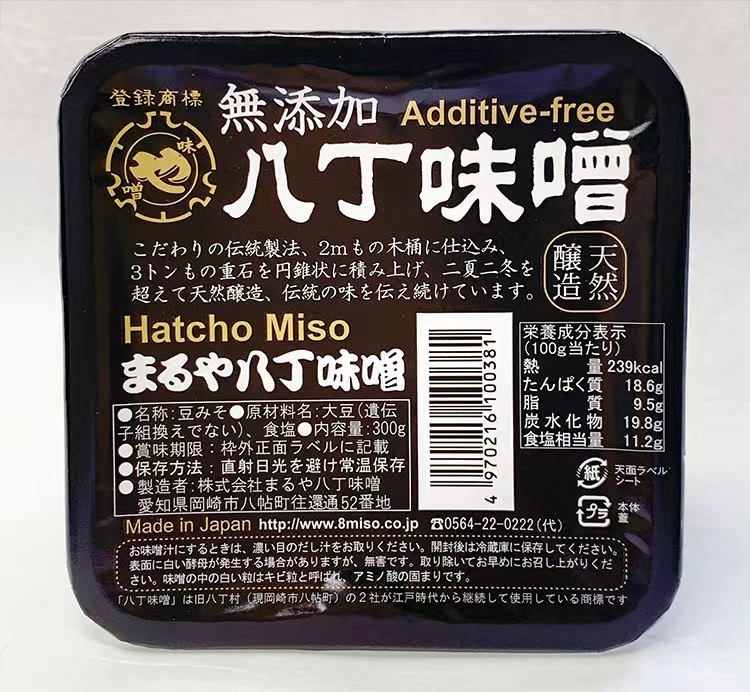 登録商標
味
や
噌
無添加 Additive-free
八丁味噌
こだわりの伝統製法、2mもの木桶に仕込み、
3トンもの重石を円錐状に積み上げ、二夏二冬を
超えて天然醸造、伝統の味を伝え続けています。
天然
醸造
Hatcho Miso
まるや八丁味噌
●名称:豆みそ●原材料名:大豆(遺伝
子組換えでない)、食塩●内容量:300g
●賞味期限:枠外正面ラベルに記載
●保存方法:直射日光を避け常温保存
●製造者:株式会社まるや八丁味噌
愛知県岡崎市八帖町往還通52番地
4 970216 100381
栄養成分表示
(100g当たり)
熱量 239kcal
たんぱく質 18.6g
脂質 9.5g
炭水化物 19.8g
食塩相当量 11.2g
紙 天面ラベル
シート
プラ 本体
蓋
Made in Japan http://www.8miso.co.jp ☎0564-22-0222(代)
お味噌汁にするときは、濃い目のだし汁をお取りください。開封後は冷蔵庫に保存してください。
表面に白い酵母が発生する場合がありますが、無害です。取り除いてお早めにお召し上がりくだ
さい。味噌の中の白い粒はキビ粒と呼ばれ、アミノ酸の固まりです。
「八丁味噌」は旧八丁村(現岡崎市八帖町)の2社が江戸時代から継続して使用している商標です